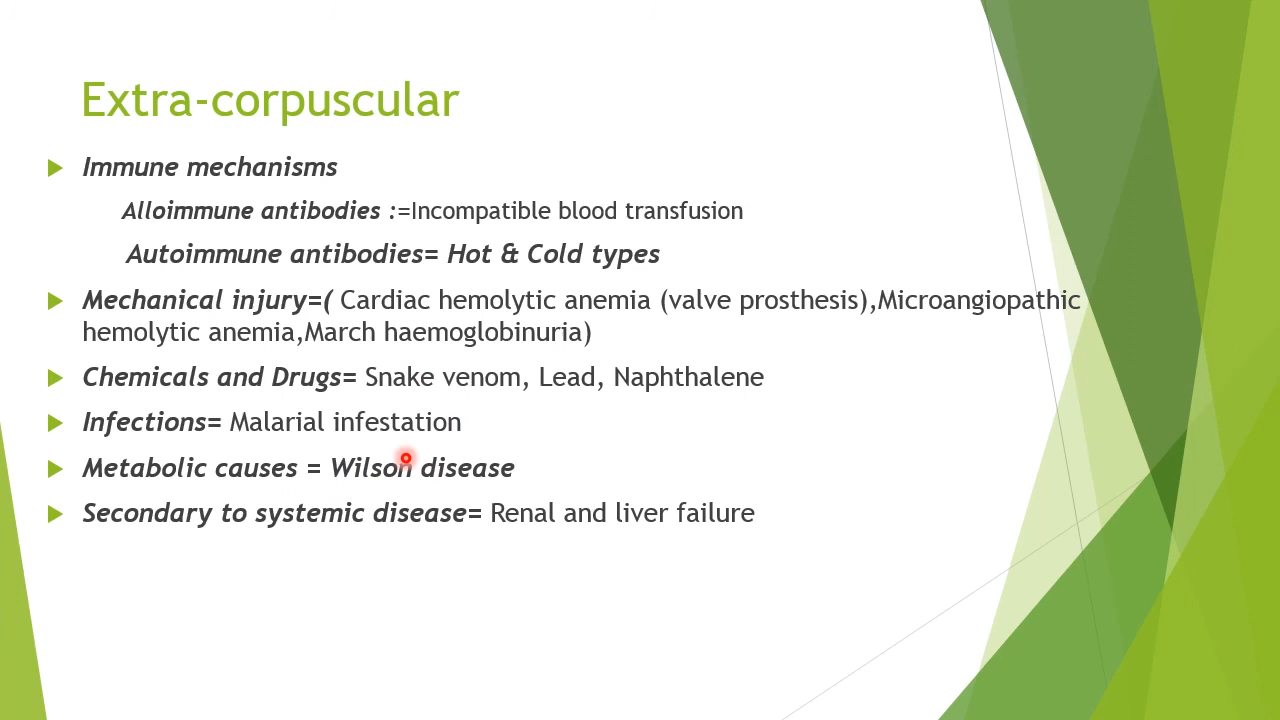 Extra-corpuscular
Immune mechanisms
Alloimmune antibodies :=Incompatible blood transfusion
Autoimmune antibodies= Hot & Cold types
Mechanical injury=( Cardiac hemolytic anemia (valve prosthesis),Microangiopathic
hemolytic anemia,March haemoglobinuria)
Chemicals and Drugs= Snake venom, Lead, Naphthalene
Infections= Malarial infestation
Metabolic causes = Wilson disease
Secondary to systemic disease= Renal and liver failure